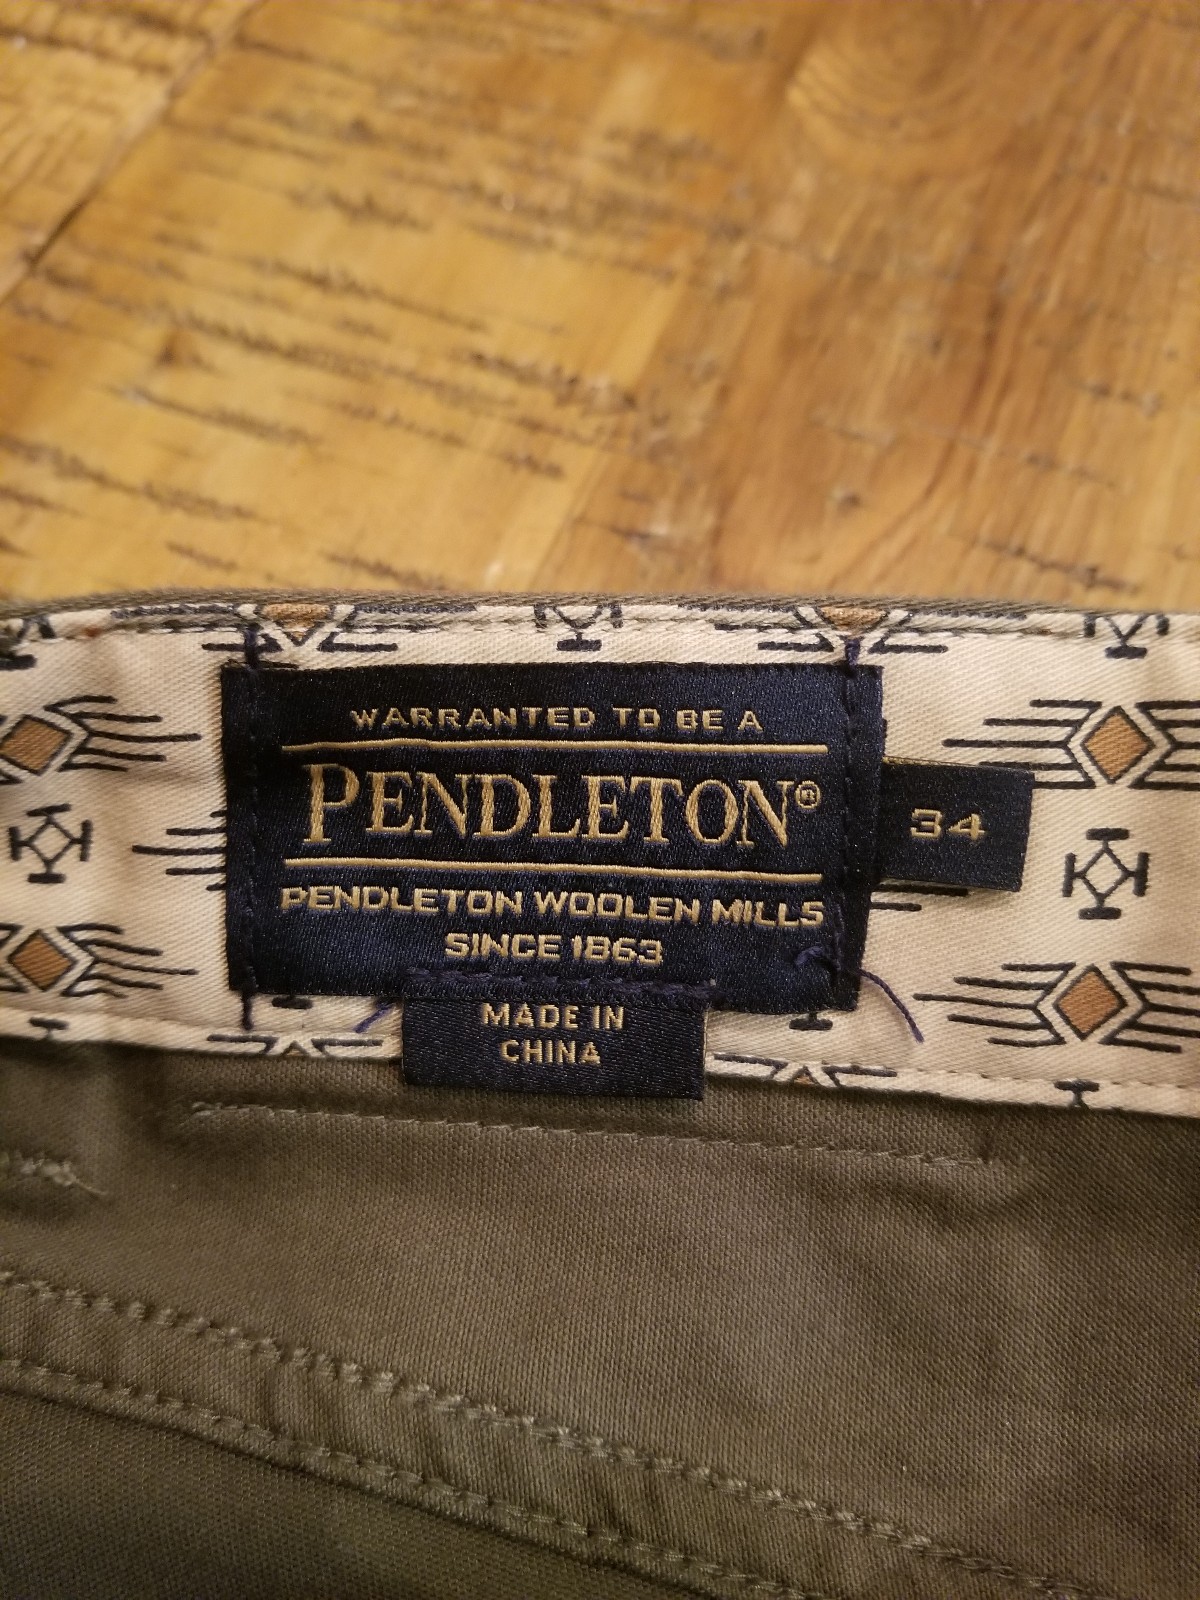 WARRANTED TO BE A
PENDLETON®
PENDLETON WOOLEN MILLS
SINCE 1863
34
MADE IN
CHINA